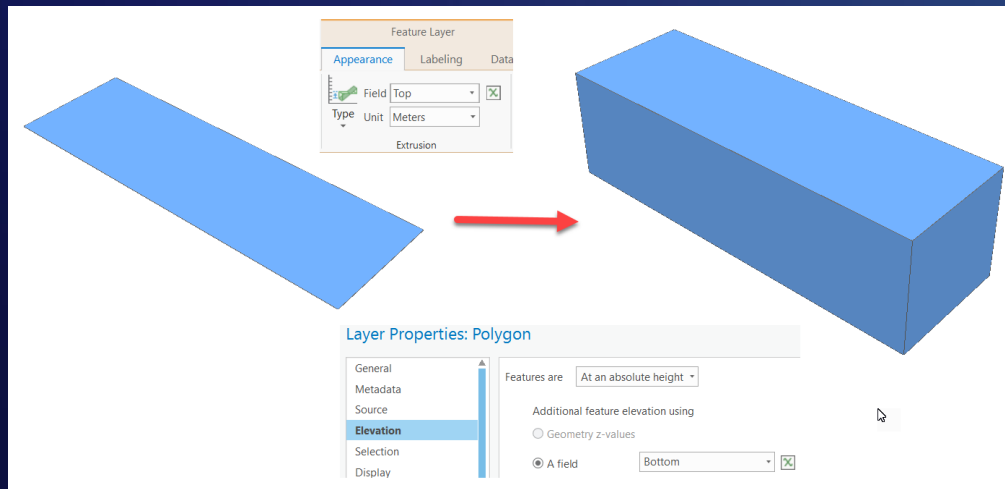 Feature Layer
Appearance Labeling Data
Field Top
Type Unit Meters
Extrusion
Layer Properties: Polygon
General
Metadata
Source
Elevation
Selection
Display
Features are At an absolute height
Additional feature elevation using
Geometry z-values
A field Bottom